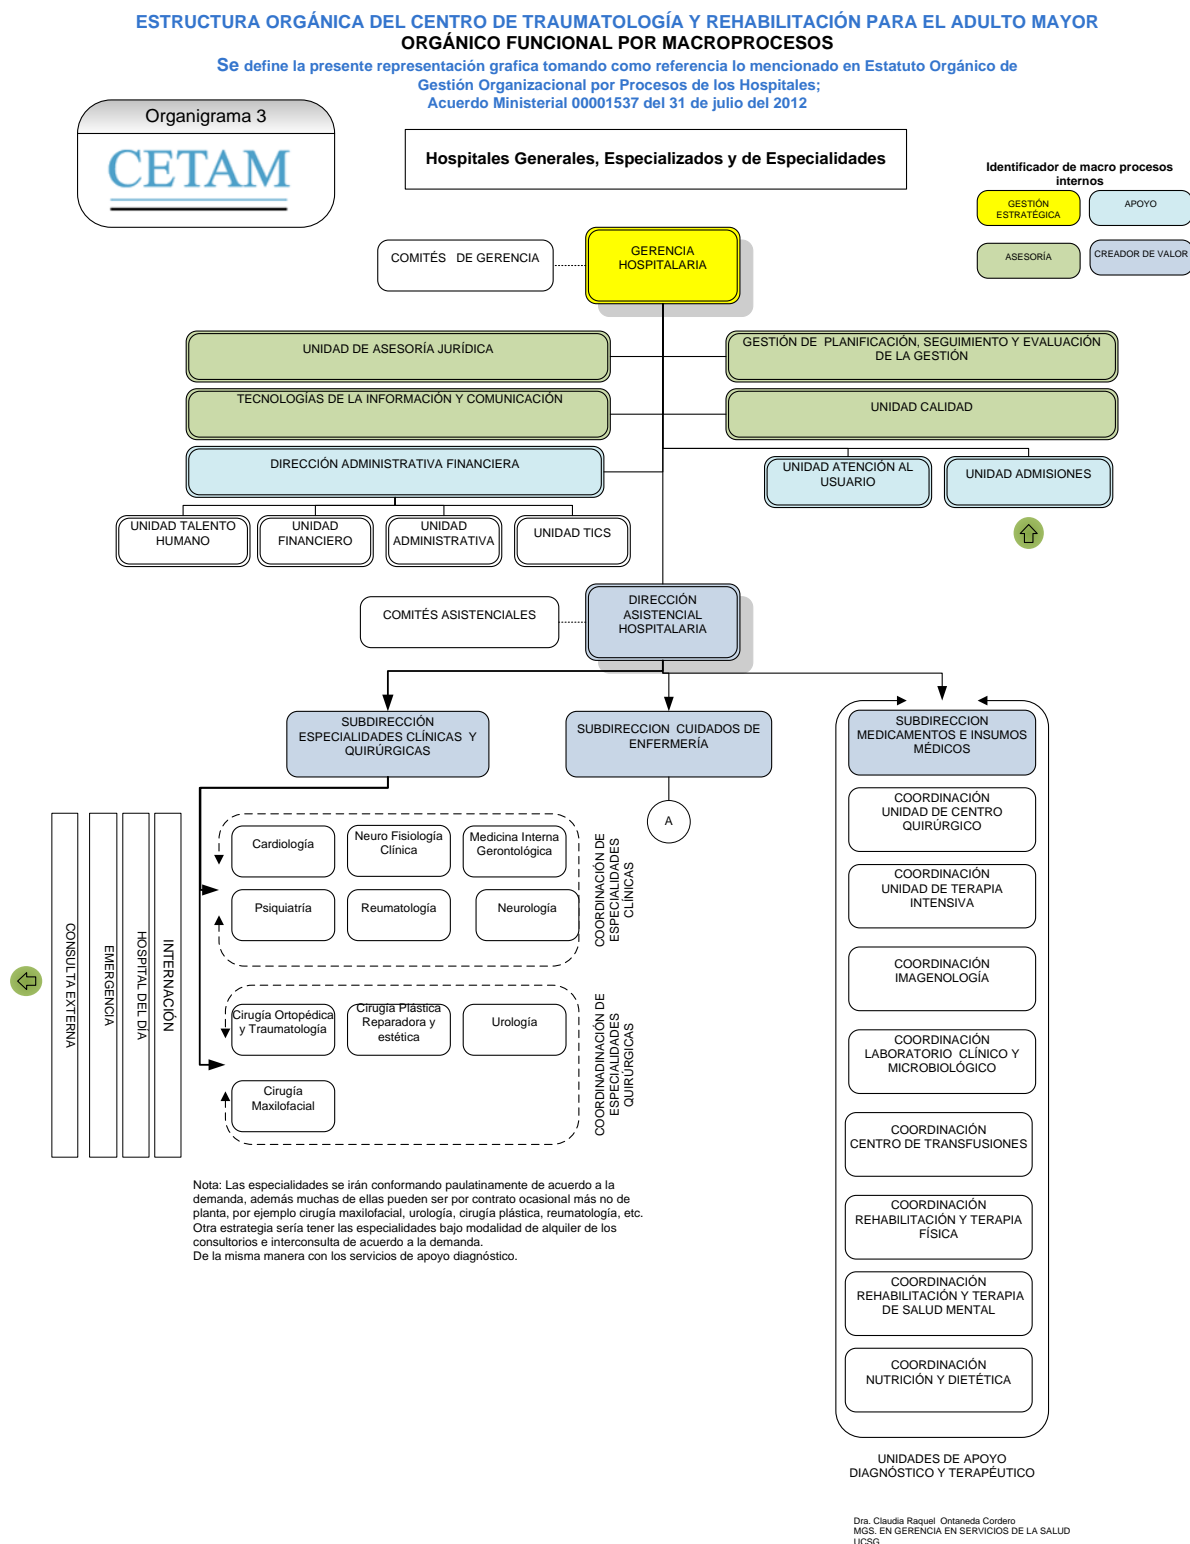 ESTRUCTURA ORGÁNICA DEL CENTRO DE TRAUMATOLOGÍA Y REHABILITACIÓN PARA EL ADULTO MAYOR
ORGÁNICO FUNCIONAL POR MACROPROCESOS
Se define la presente representación grafica tomando como referencia lo mencionado en Estatuto Orgánico de
Gestión Organizacional por Procesos de los Hospitales;
Acuerdo Ministerial 00001537 del 31 de julio del 2012
Organigrama 3
CETAM
Hospitales Generales, Especializados y de Especialidades
Identificador de macro procesos
internos
GESTIÓN
ESTRATÉGICA
APOYO
ASESORÍA
CREADOR DE VALOR
COMITÉS DE GERENCIA
GERENCIA
HOSPITALARIA
UNIDAD DE ASESORÍA JURÍDICA
GESTIÓN DE PLANIFICACIÓN, SEGUIMIENTO Y EVALUACIÓN
DE LA GESTIÓN
TECNOLOGÍAS DE LA INFORMACIÓN Y COMUNICACIÓN
UNIDAD CALIDAD
DIRECCIÓN ADMINISTRATIVA FINANCIERA
UNIDAD ATENCIÓN AL
USUARIO
UNIDAD ADMISIONES
UNIDAD TALENTO
HUMANO
UNIDAD
FINANCIERO
UNIDAD
ADMINISTRATIVA
UNIDAD TICS
COMITÉS ASISTENCIALES
DIRECCIÓN
ASISTENCIAL
HOSPITALARIA
SUBDIRECCIÓN
ESPECIALIDADES CLÍNICAS Y
QUIRÚRGICAS
SUBDIRECCION CUIDADOS DE
ENFERMERÍA
A
SUBDIRECCION
MEDICAMENTOS E INSUMOS
MÉDICOS
COORDINACIÓN
UNIDAD DE CENTRO
QUIRÚRGICO
COORDINACIÓN
UNIDAD DE TERAPIA
INTENSIVA
COORDINACIÓN
IMAGENOLOGÍA
COORDINACIÓN
LABORATORIO CLÍNICO Y
MICROBIOLÓGICO
COORDINACIÓN
CENTRO DE TRANSFUSIONES
COORDINACIÓN
REHABILITACIÓN Y TERAPIA
FÍSICA
COORDINACIÓN
REHABILITACIÓN Y TERAPIA
DE SALUD MENTAL
COORDINACIÓN
NUTRICIÓN Y DIETÉTICA
UNIDADES DE APOYO
DIAGNÓSTICO Y TERAPÉUTICO
CONSULTA EXTERNA
EMERGENCIA
HOSPITAL DEL DÍA
INTERNACIÓN
Cardiología
Neuro Fisiología
Clínica
Medicina Interna
Gerontológica
Psiquiatría
Reumatología
Neurología
COORDINACIÓN DE
ESPECIALIDADES
CLÍNICAS
Cirugía Ortopédica
y Traumatología
Cirugía Plástica
Reparadora y
estética
Urología
Cirugía
Maxilofacial
COORDINADINACIÓN DE
ESPECIALIDADES
QUIRÚRGICAS
Nota: Las especialidades se irán conformando paulatinamente de acuerdo a la
demanda, además muchas de ellas pueden ser por contrato ocasional más no de
planta, por ejemplo cirugía maxilofacial, urología, cirugía plástica, reumatología, etc.
Otra estrategia sería tener las especialidades bajo modalidad de alquiler de los
consultorios e interconsulta de acuerdo a la demanda.
De la misma manera con los servicios de apoyo diagnóstico.
Dra. Claudia Raquel Ontaneda Cordero
MGS. EN GERENCIA EN SERVICIOS DE LA SALUD
UCSG